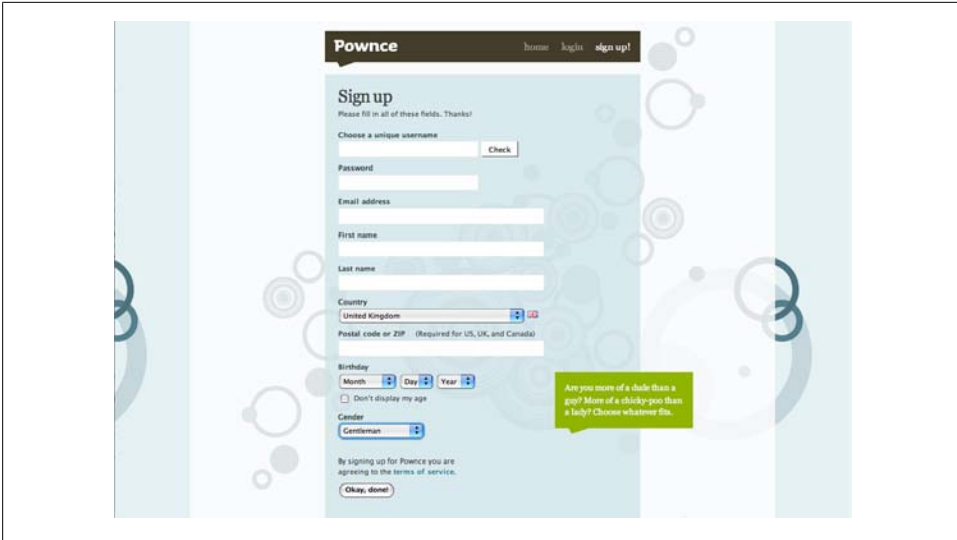 Pownce
home login sign up!
Sign up
Please fill in all of these fields. Thanks!
Choose a unique username
Check
Password
Email address
First name
Last name
Country
United Kingdom
Postal code or ZIP (Required for US, UK, and Canada)
Birthday
Month Day Year
Don't display my age
Gender
Gentleman
Are you more of a dude than a
guy? More of a chicky-poo than
a lady? Choose whatever fits.
By signing up for Pownce you are
agreeing to the terms of service.
Okay, done!